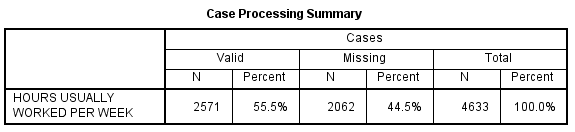 Case Processing Summary
Cases
Valid Missing Total
N Percent N Percent N Percent
HOURS USUALLY
WORKED PER WEEK 2571 55.5% 2062 44.5% 4633 100.0%